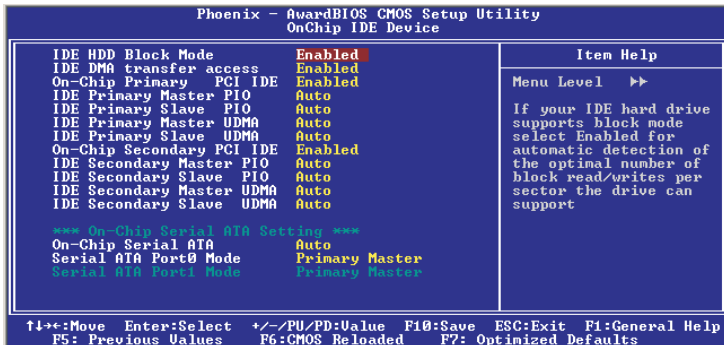 Phoenix - AwardBIOS CMOS Setup Utility
OnChip IDE Device
IDE HDD Block Mode Enabled
IDE DMA transfer access Enabled
On-Chip Primary PCI IDE Enabled
IDE Primary Master PIO Auto
IDE Primary Slave PIO Auto
IDE Primary Master UDMA Auto
IDE Primary Slave UDMA Auto
On-Chip Secondary PCI IDE Enabled
IDE Secondary Master PIO Auto
IDE Secondary Slave PIO Auto
IDE Secondary Master UDMA Auto
IDE Secondary Slave UDMA Auto
*** On-Chip Serial ATA Setting ***
On-Chip Serial ATA Auto
Serial ATA Port0 Mode Primary Master
Serial ATA Port1 Mode Primary Master
Item Help
Menu Level ►►
If your IDE hard drive
supports block mode
select Enabled for
automatic detection of
the optimal number of
block read/writes per
sector the drive can
support
↑↓→←:Move Enter:Select +/-/PU/PD:Value F10:Save ESC:Exit F1:General Help
F5: Previous Values F6:CMOS Reloaded F7: Optimized Defaults